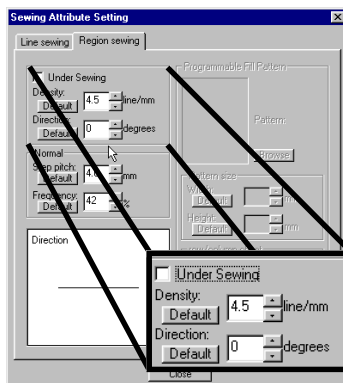 Sewing Attribute Setting
Line sewing Region sewing
Under Sewing
Density:
Default 4.5 line/mm
Direction:
Default 0 degrees
Normal
Step pitch:
Default mm
Frequency:
Default 42 %
Direction
Programmable Fill Pattern
Pattern:
Browse
Pattern size
Width:
Default
Height:
Default mm
Under Sewing
Density:
Default 4.5 line/mm
Direction:
Default 0 degrees
Close